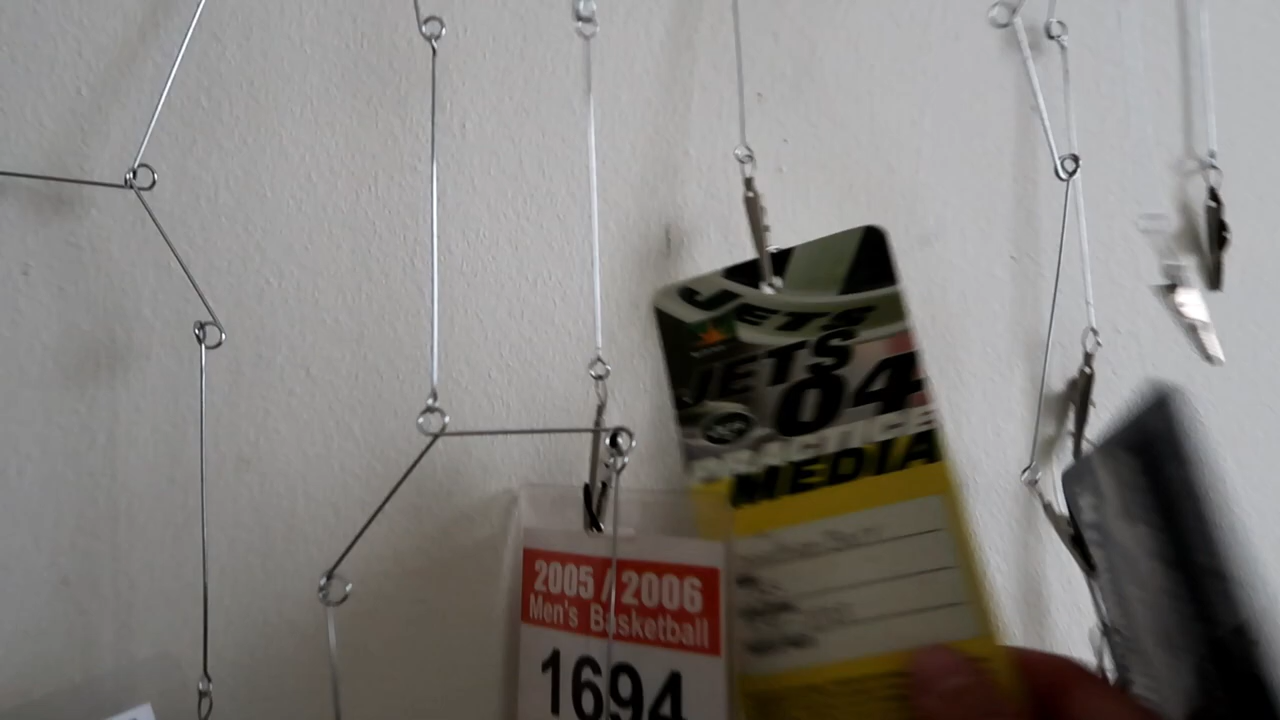 JETS
JETS
04
PRACTICE
MEDIA
2005 / 2006
Men's Basketball
1694